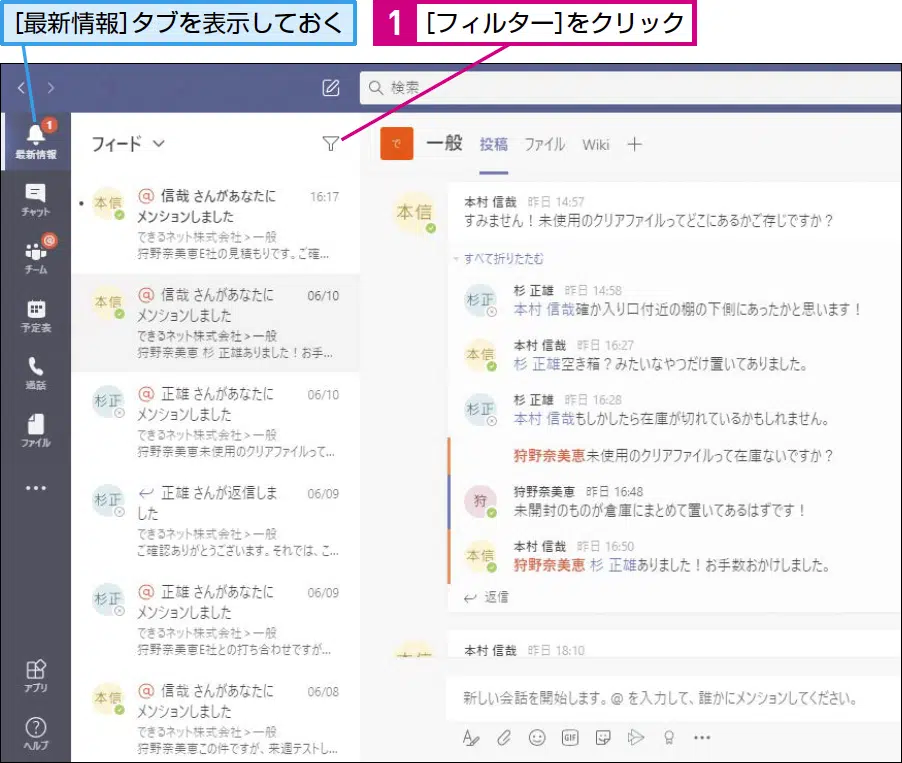 [最新情報]タブを表示しておく
1 [フィルター]をクリック
検索
1
最新情報
チャット
チーム
予定表
通話
ファイル
アプリ
ヘルプ
フィード
本信
@ 信哉 さんがあなたに 16:17
メンションしました
できるネット株式会社 > 一般
狩野奈美恵E社の見積もりです。ご確...
本信
@ 信哉 さんがあなたに 06/10
メンションしました
できるネット株式会社 > 一般
狩野奈美恵 杉 正雄ありました！お手...
杉正
@ 正雄 さんがあなたに 06/10
メンションしました
できるネット株式会社 > 一般
狩野奈美恵未使用のクリアファイルって...
杉正
正雄 さんが返信しま 06/09
した
できるネット株式会社 > 一般
ご確認ありがとうございます。それでは、こ...
杉正
@ 正雄 さんがあなたに 06/09
メンションしました
できるネット株式会社 > 一般
狩野奈美恵E社との打ち合わせですが...
本信
@ 信哉 さんがあなたに 06/08
メンションしました
できるネット株式会社 > 一般
狩野奈美恵この件ですが、来週テストし...
で 一般 投稿 ファイル Wiki +
本信
本村 信哉 昨日 14:57
すみません！未使用のクリアファイルってどこにあるかご存じですか？
すべて折りたたむ
杉正
杉 正雄 昨日 14:58
本村 信哉確か入り口付近の棚の下側にあったかと思います！
本信
本村 信哉 昨日 16:27
杉 正雄空き箱？みたいなやつだけ置いてありました。
杉正
杉 正雄 昨日 16:28
本村 信哉もしかしたら在庫が切れているかもしれません。
狩野奈美恵未使用のクリアファイルって在庫ないですか？
狩
狩野奈美恵 昨日 16:48
未開封のものが倉庫にまとめて置いてあるはずです！
本信
本村 信哉 昨日 16:50
狩野奈美恵 杉 正雄ありました！お手数おかけしました。
返信
本信
本村 信哉 昨日 18:10
新しい会話を開始します。@ を入力して、誰かにメンションしてください。
GIF